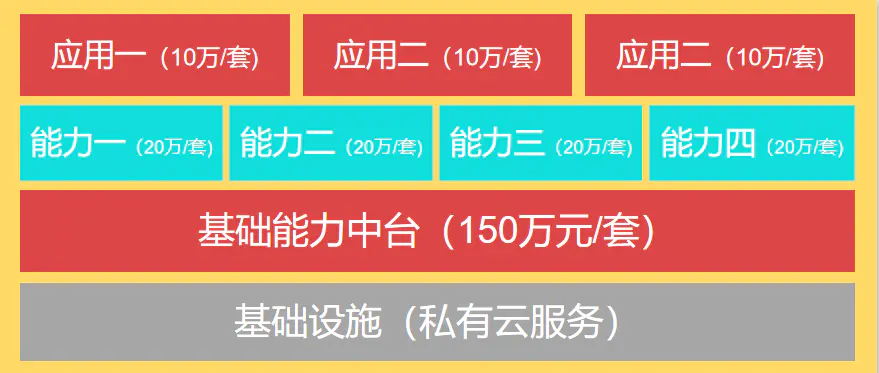 应用一（10万/套) 应用二（10万/套) 应用二（10万/套)
能力一（20万/套) 能力二（20万/套) 能力三（20万/套) 能力四（20万/套)
基础能力中台（150万元/套）
基础设施（私有云服务）